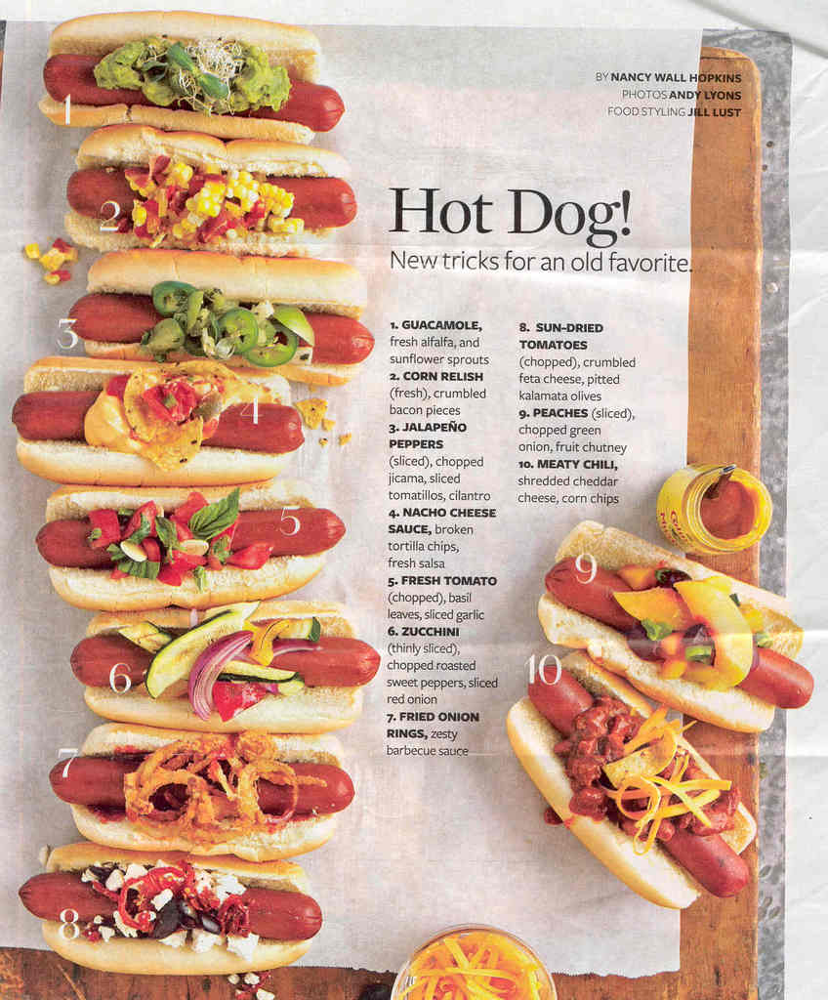 BY NANCY WALL HOPKINS
PHOTOS ANDY LYONS
FOOD STYLING JILL LUST
Hot Dog!
New tricks for an old favorite.
1. GUACAMOLE,
fresh alfalfa, and
sunflower sprouts
2. CORN RELISH
(fresh), crumbled
bacon pieces
3. JALAPEÑO
PEPPERS
(sliced), chopped
jicama, sliced
tomatillos, cilantro
4. NACHO CHEESE
SAUCE, broken
tortilla chips,
fresh salsa
5. FRESH TOMATO
(chopped), basil
leaves, sliced garlic
6. ZUCCHINI
(thinly sliced),
chopped roasted
sweet peppers, sliced
red onion
7. FRIED ONION
RINGS, zesty
barbecue sauce
8. SUN-DRIED
TOMATOES
(chopped), crumbled
feta cheese, pitted
kalamata olives
9. PEACHES (sliced),
chopped green
onion, fruit chutney
10. MEATY CHILI,
shredded cheddar
cheese, corn chips
1
2
3
4
5
6
7
8
9
10